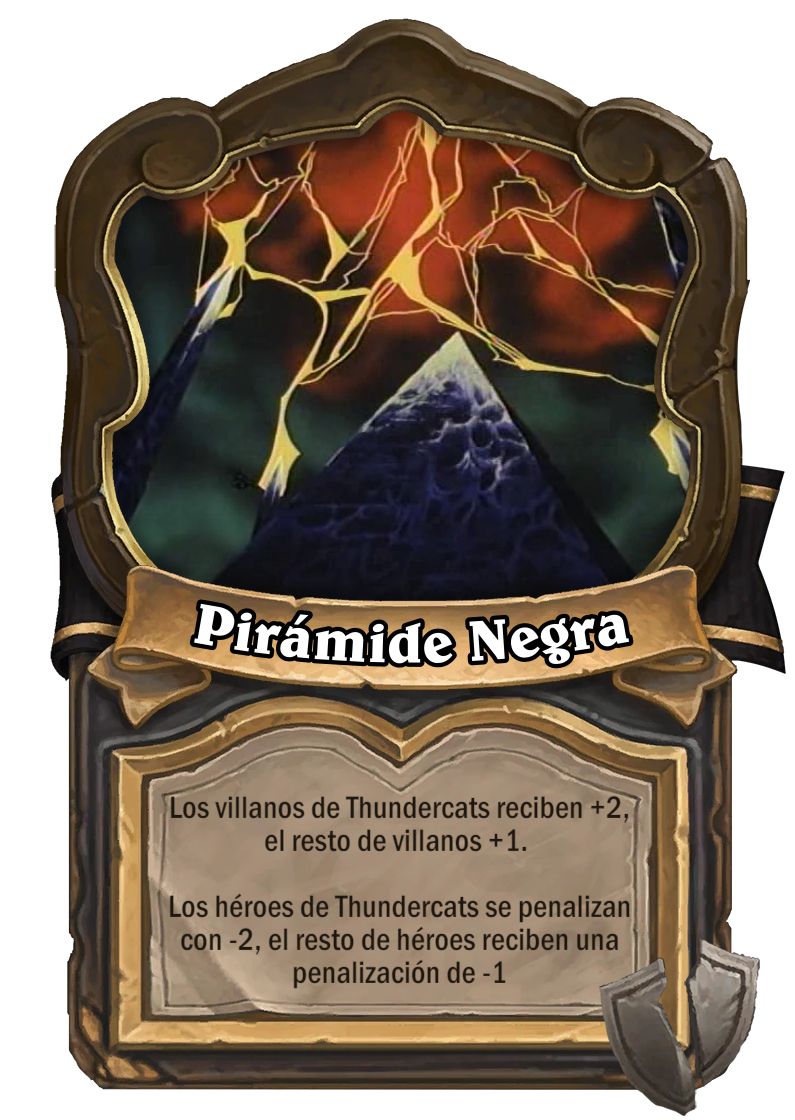 Pirámide Negra
Los villanos de Thundercats reciben +2,
el resto de villanos +1.
Los héroes de Thundercats se penalizan
con -2, el resto de héroes reciben una
penalización de -1